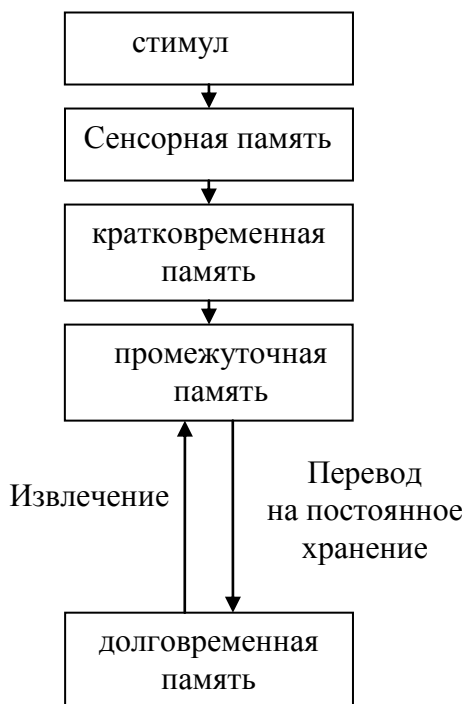 стимул
Сенсорная память
кратковременная
память
промежуточная
память
Извлечение
Перевод
на постоянное
хранение
долговременная
память